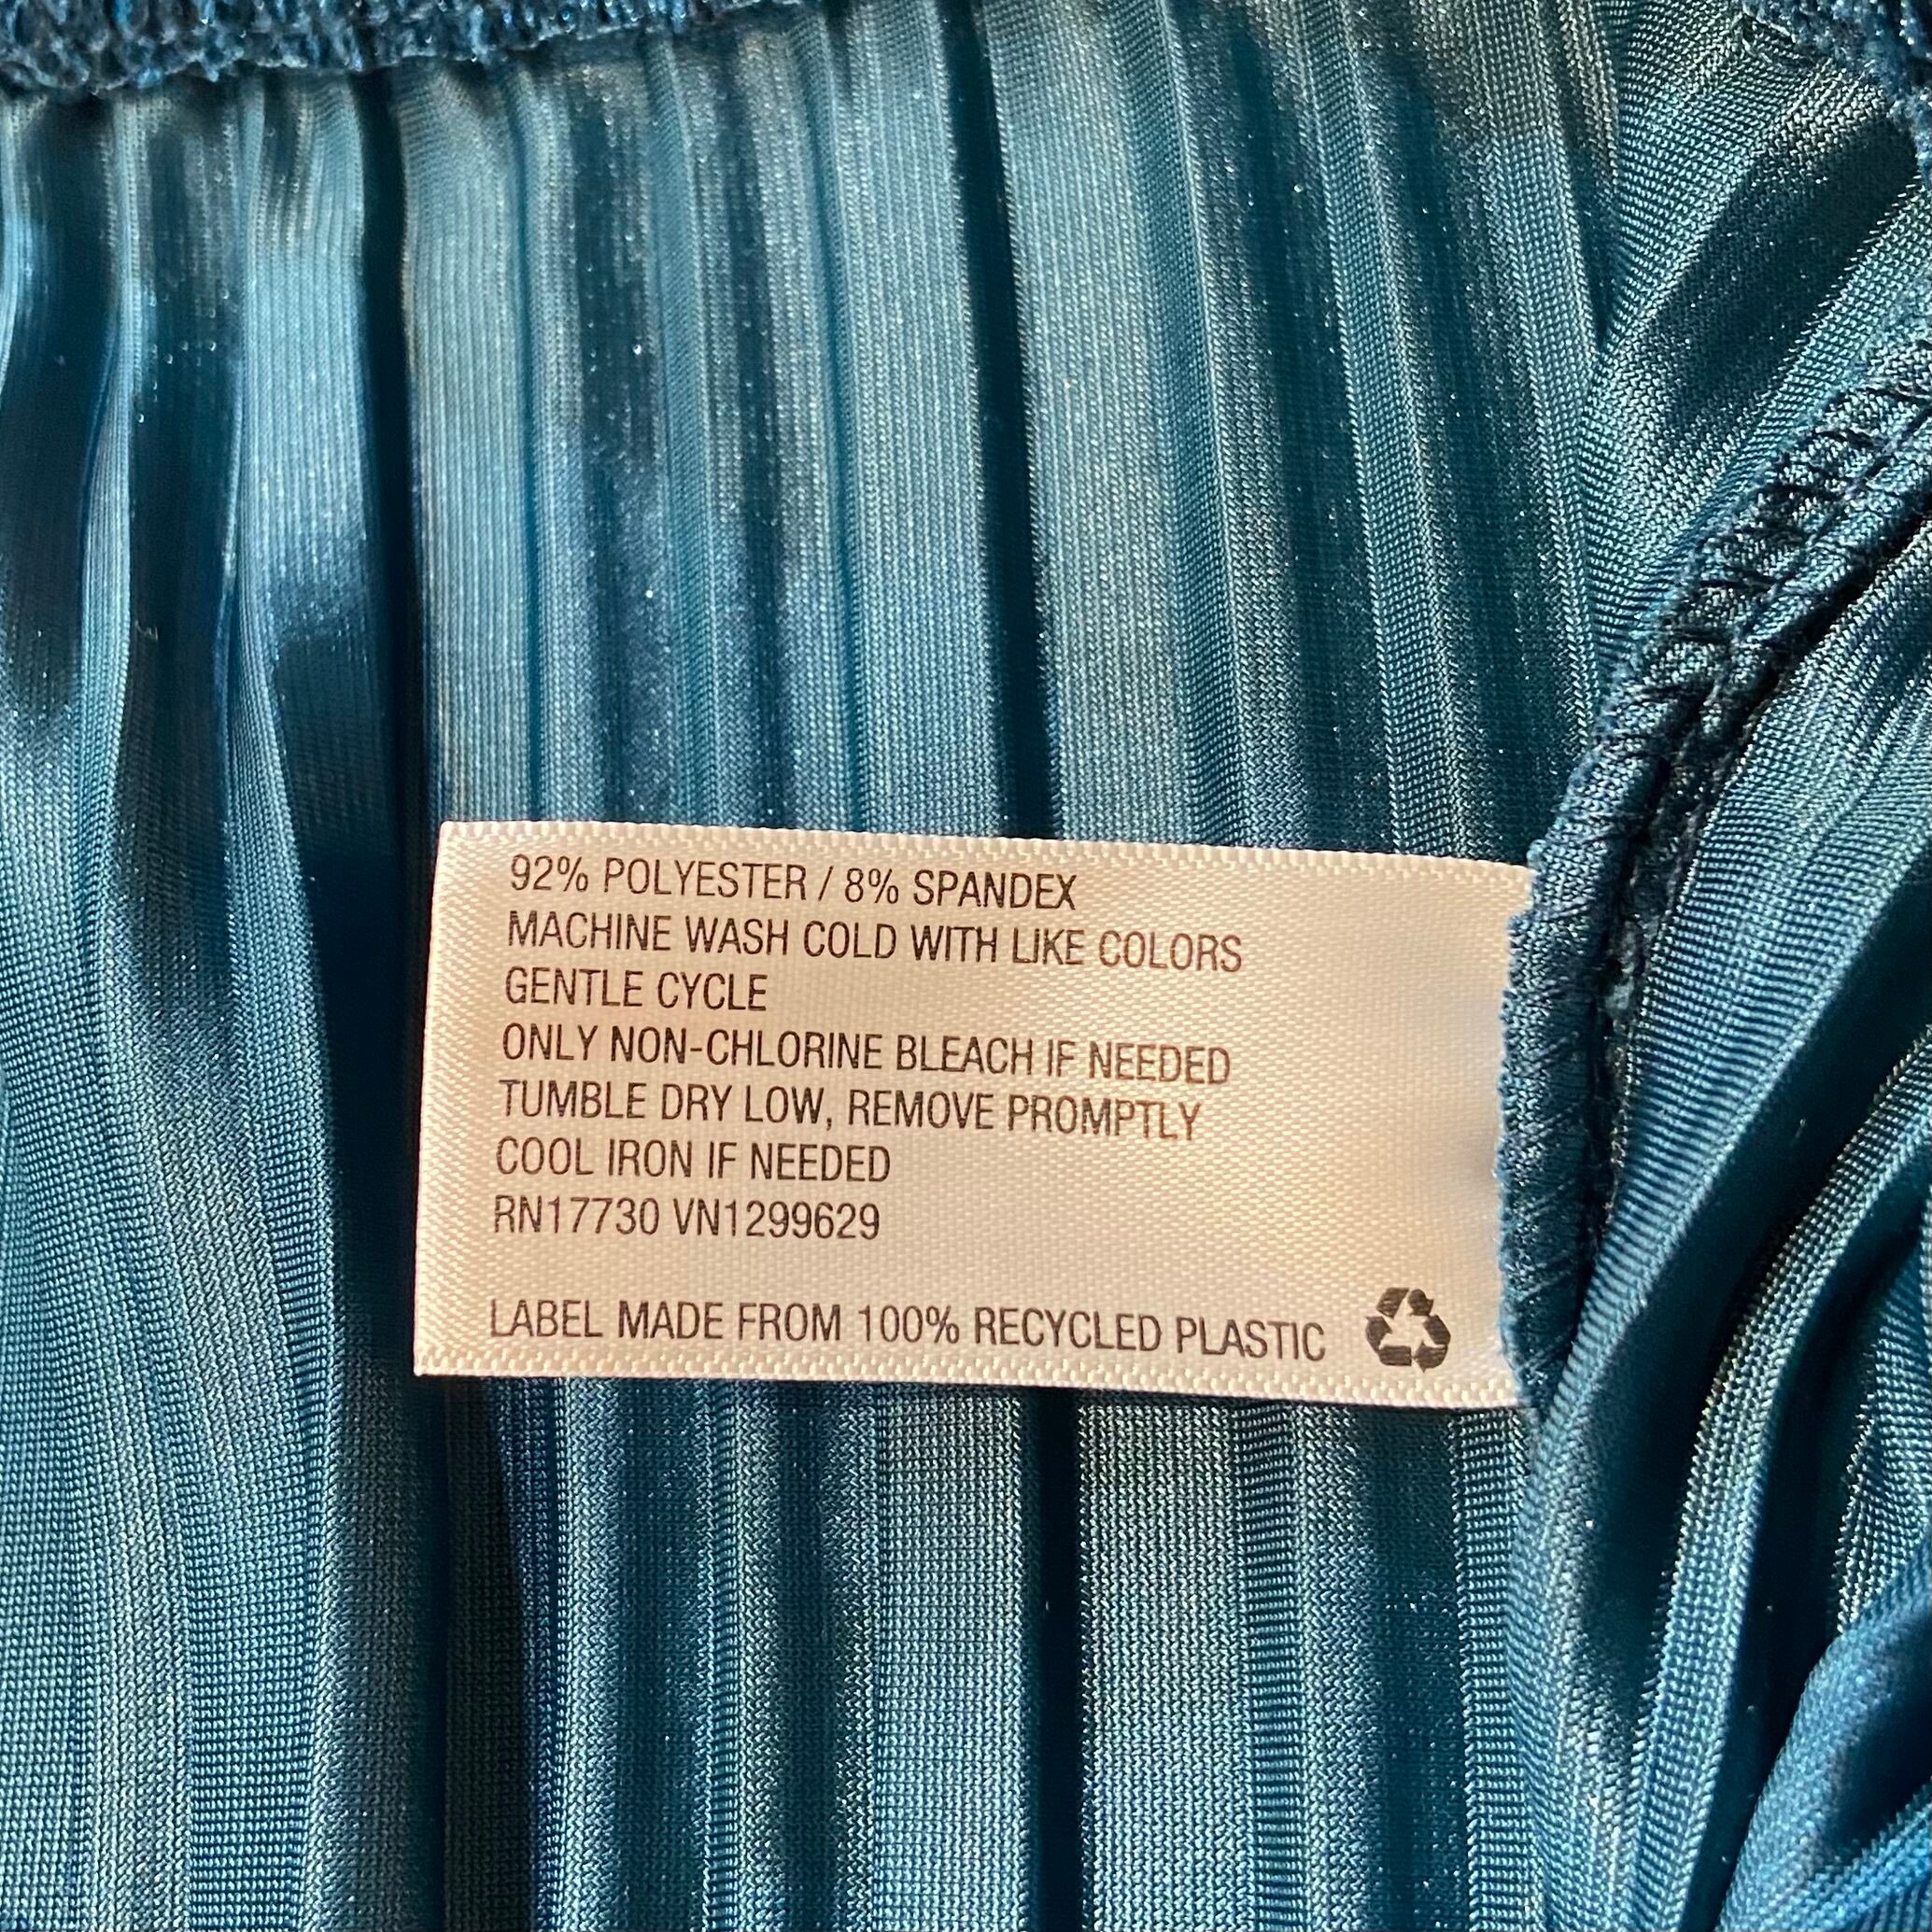 92% POLYESTER / 8% SPANDEX
MACHINE WASH COLD WITH LIKE COLORS
GENTLE CYCLE
ONLY NON-CHLORINE BLEACH IF NEEDED
TUMBLE DRY LOW, REMOVE PROMPTLY
COOL IRON IF NEEDED
RN17730 VN1299629
LABEL MADE FROM 100% RECYCLED PLASTIC